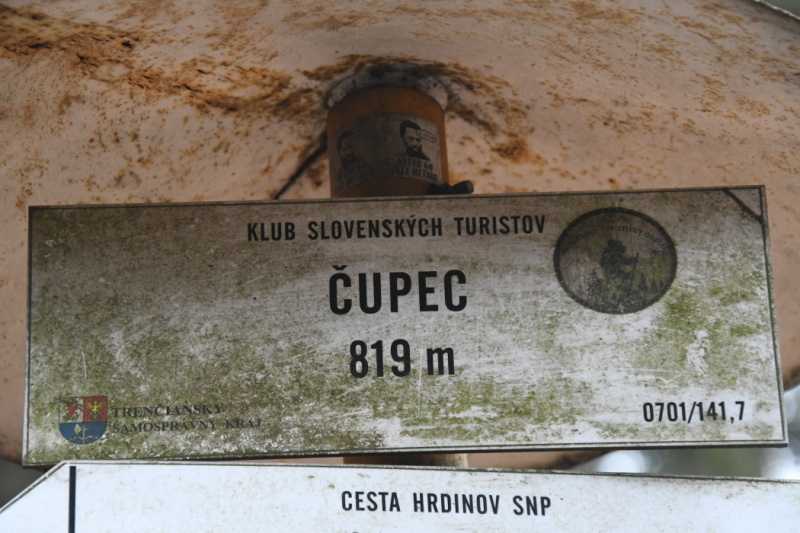 KLUB SLOVENSKÝCH TURISTOV
ČUPEC
819 m
TRENČIANSKY
SAMOSPRÁVNY KRAJ
0701/141,7
CESTA HRDINOV SNP